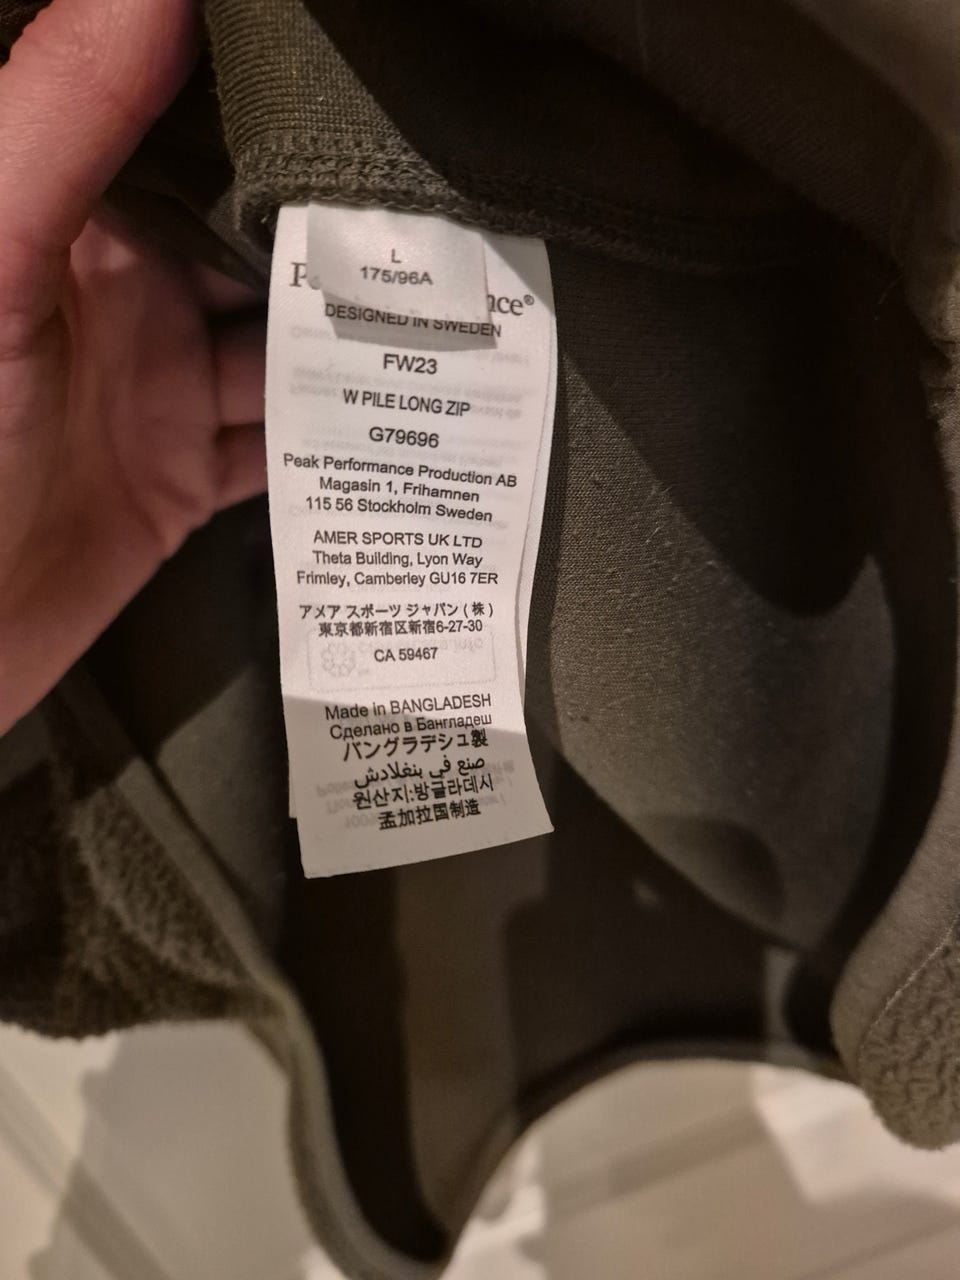 L
175/96A
DESIGNED IN SWEDEN
FW23
W PILE LONG ZIP
G79696
Peak Performance Production AB
Magasin 1, Frihamnen
115 56 Stockholm Sweden
AMER SPORTS UK LTD
Theta Building, Lyon Way
Frimley, Camberley GU16 7ER
アメア スポーツ ジャパン(株)
東京都新宿区新宿6-27-30
CA 59467
Made in BANGLADESH
Сделано в Бангладеш
バングラデシュ製
صنع في بنغلادش
원산지:방글라데시
孟加拉国制造